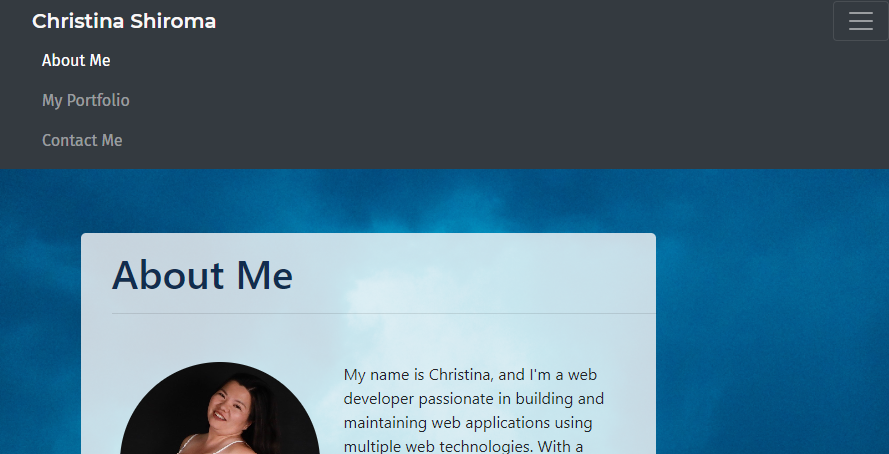 Christina Shiroma
About Me
My Portfolio
Contact Me
About Me
My name is Christina, and I'm a web
developer passionate in building and
maintaining web applications using
multiple web technologies. With a